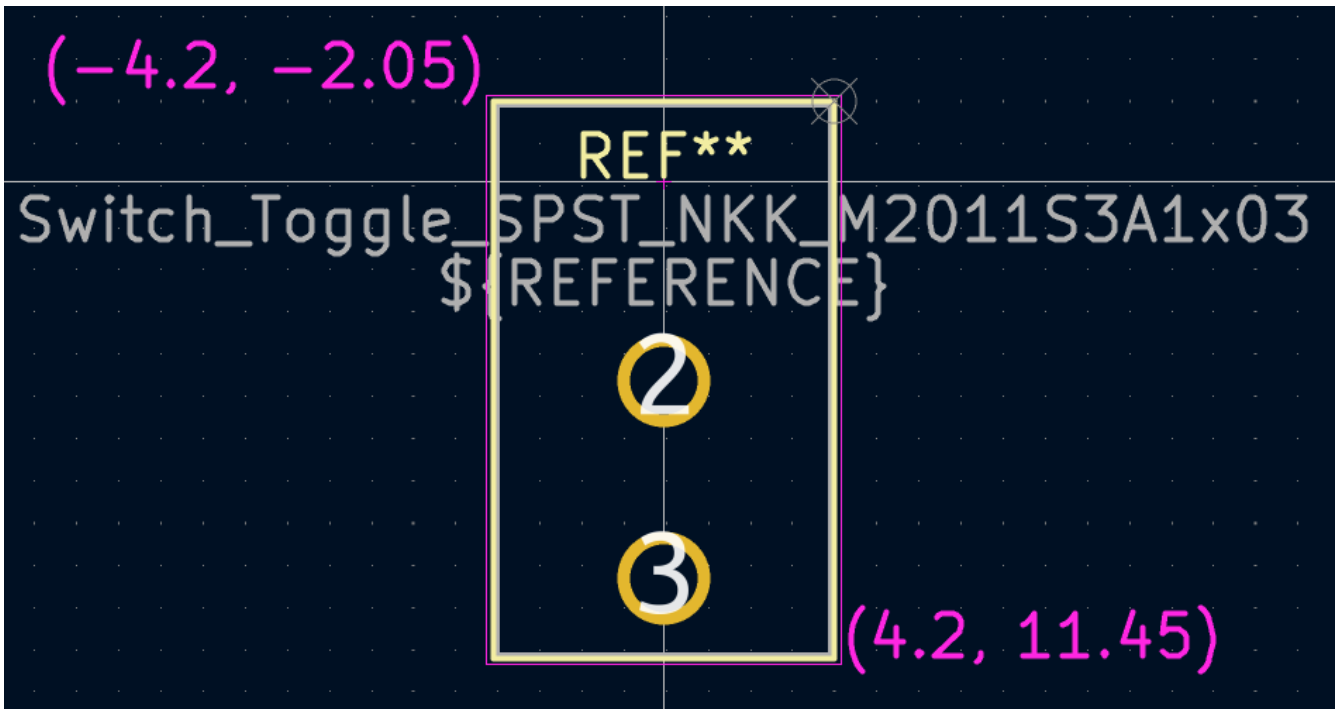 (-4.2, -2.05)
REF**
Switch_Toggle_SPST_NKK_M2011S3A1x03
${REFERENCE}
2
3
(4.2, 11.45)